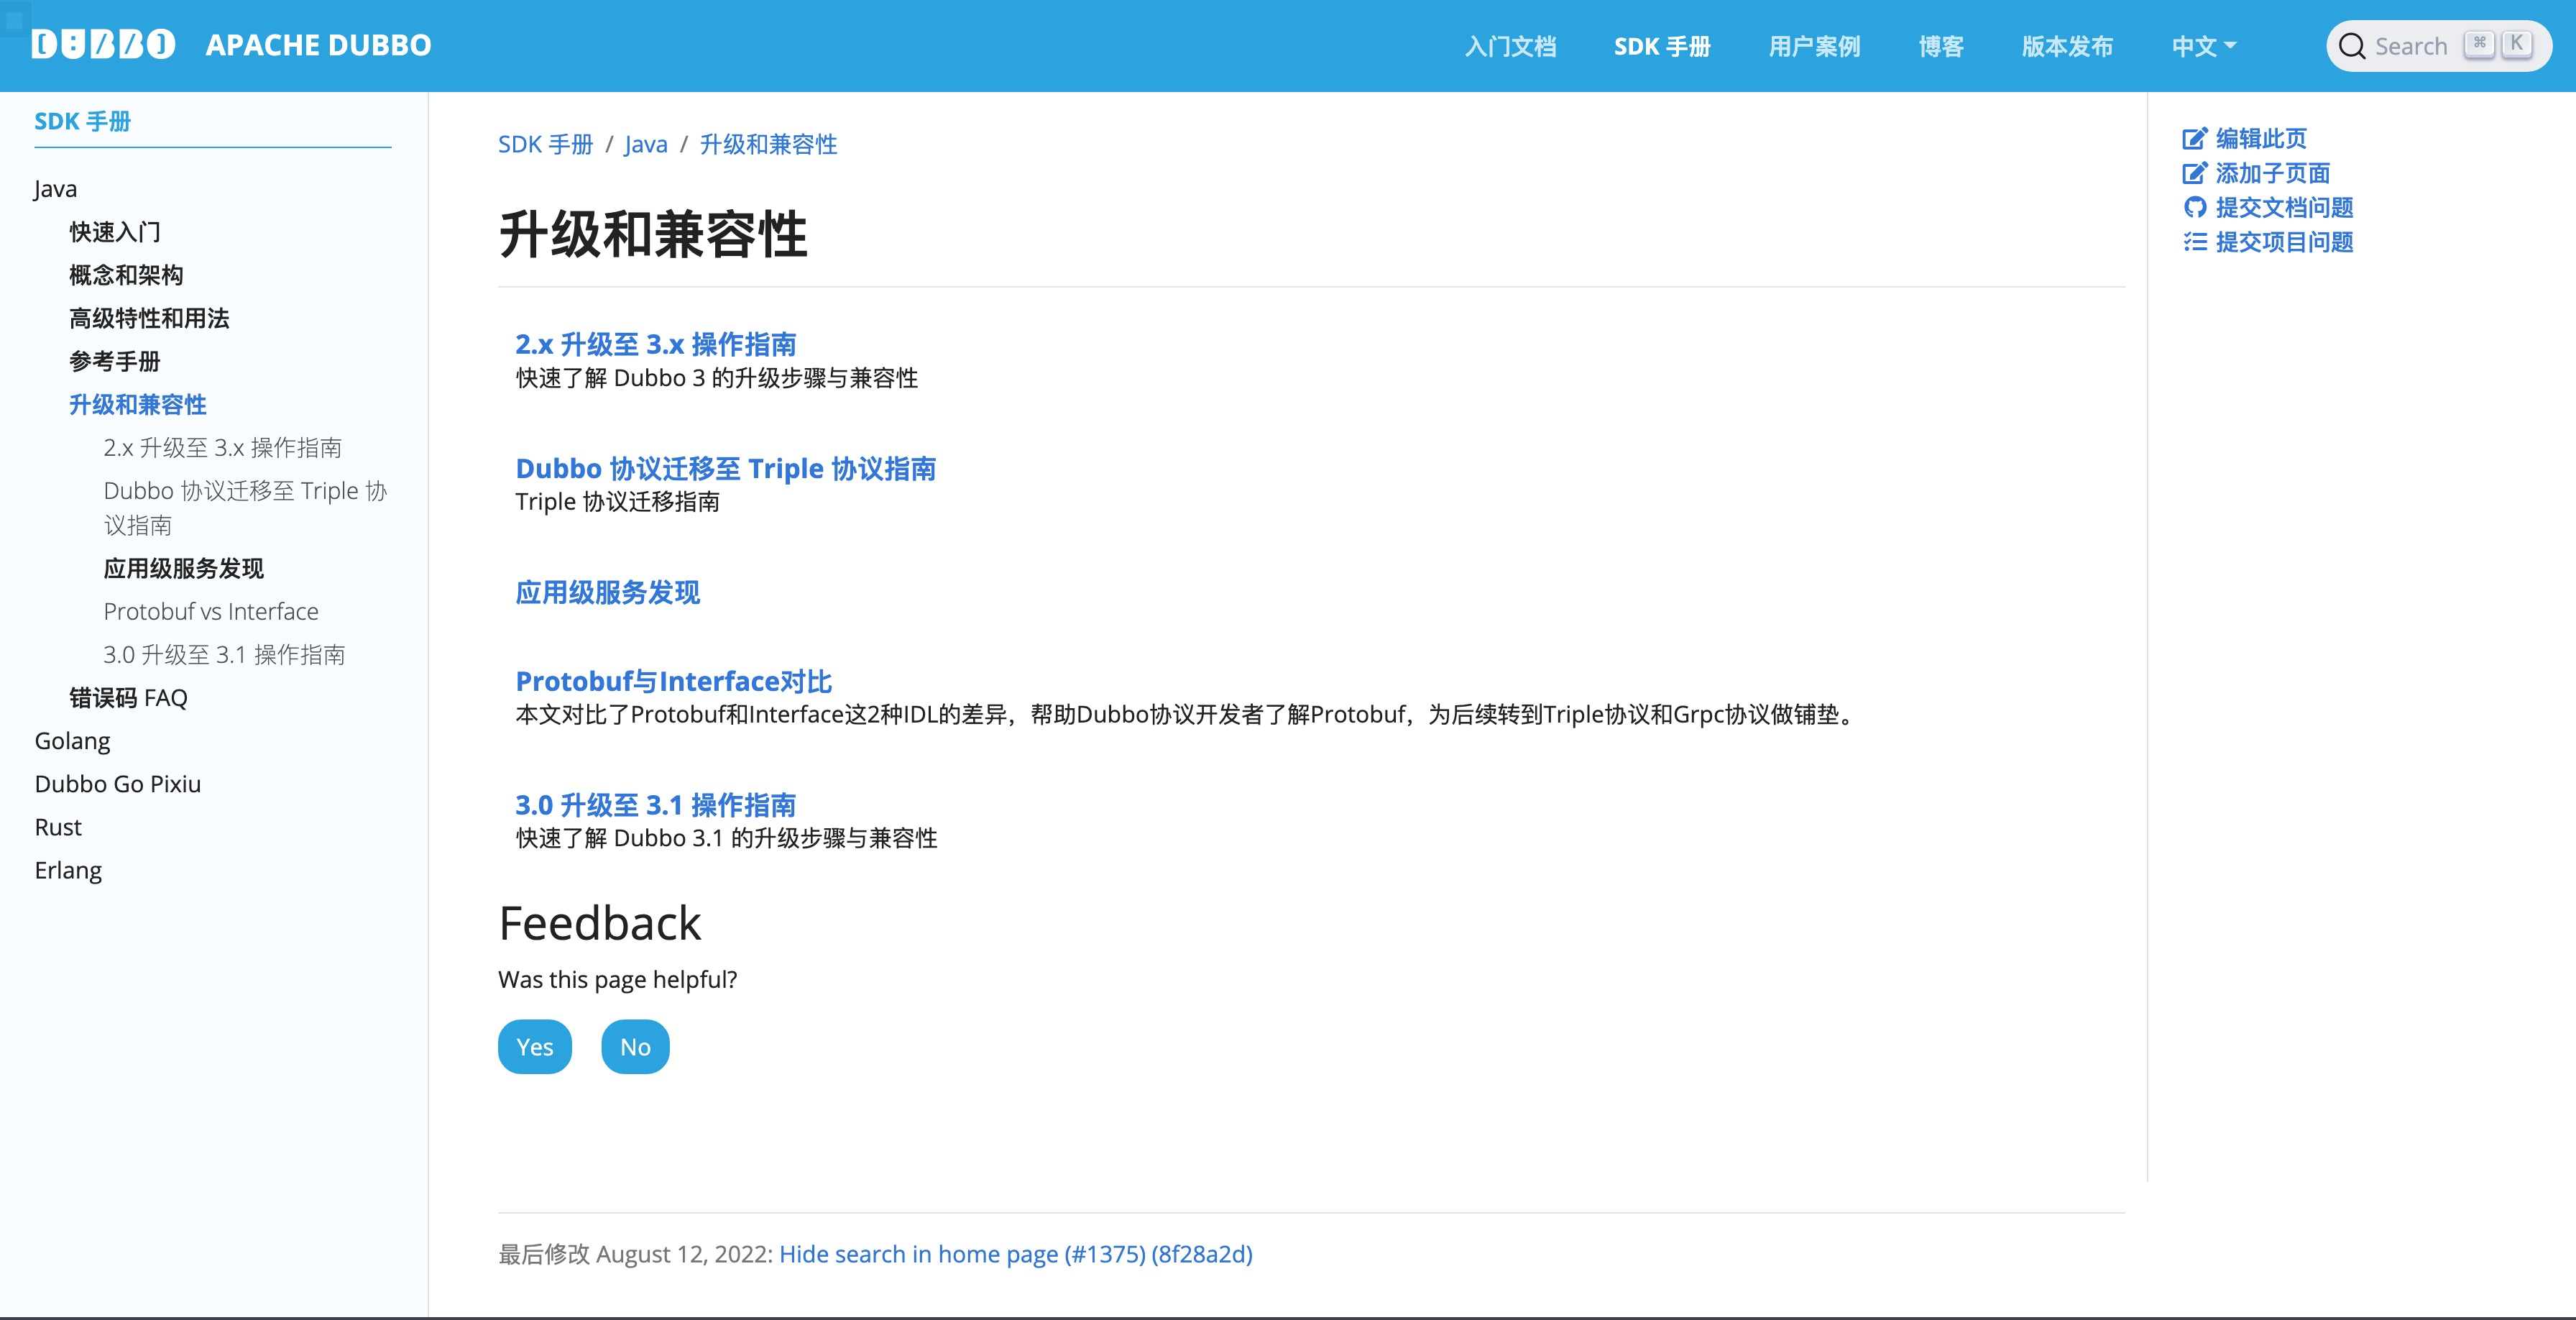 DUBBO APACHE DUBBO 入门文档 SDK 手册 用户案例 博客 版本发布 中文 Search ⌘ K
SDK 手册
Java
快速入门
概念和架构
高级特性和用法
参考手册
升级和兼容性
2.x 升级至 3.x 操作指南
Dubbo 协议迁移至 Triple 协
议指南
应用级服务发现
Protobuf vs Interface
3.0 升级至 3.1 操作指南
错误码 FAQ
Golang
Dubbo Go Pixiu
Rust
Erlang
SDK 手册 / Java / 升级和兼容性
升级和兼容性
2.x 升级至 3.x 操作指南
快速了解 Dubbo 3 的升级步骤与兼容性
Dubbo 协议迁移至 Triple 协议指南
Triple 协议迁移指南
应用级服务发现
Protobuf与Interface对比
本文对比了Protobuf和Interface这2种IDL的差异，帮助Dubbo协议开发者了解Protobuf，为后续转到Triple协议和Grpc协议做铺垫。
3.0 升级至 3.1 操作指南
快速了解 Dubbo 3.1 的升级步骤与兼容性
Feedback
Was this page helpful?
Yes No
最后修改 August 12, 2022: Hide search in home page (#1375) (8f28a2d)
编辑此页
添加子页面
提交文档问题
提交项目问题